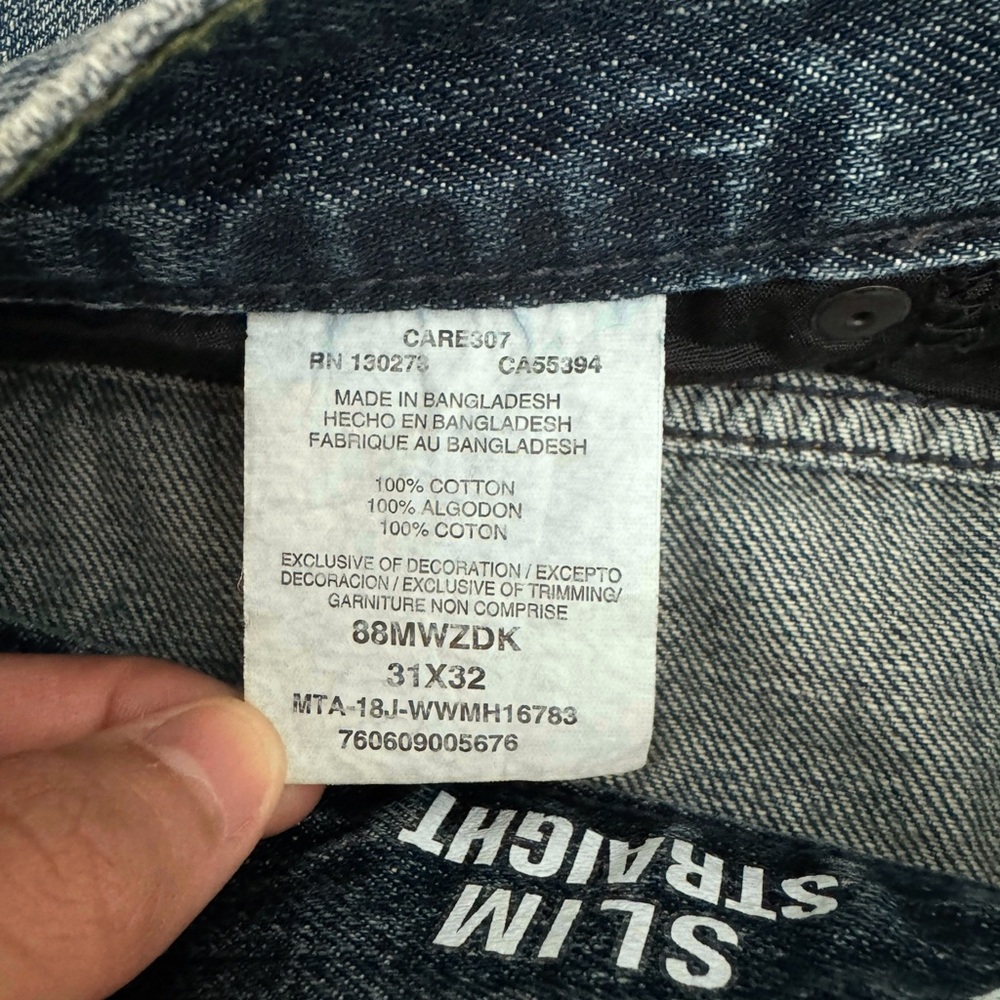 CARE307
RN 130273 CA55394
MADE IN BANGLADESH
HECHO EN BANGLADESH
FABRIQUE AU BANGLADESH
100% COTTON
100% ALGODON
100% COTON
EXCLUSIVE OF DECORATION / EXCEPTO
DECORACION / EXCLUSIVE OF TRIMMING/
GARNITURE NON COMPRISE
88MWZDK
31X32
MTA-18J-WWMH16783
760609005676
SLIM
STRAIGHT